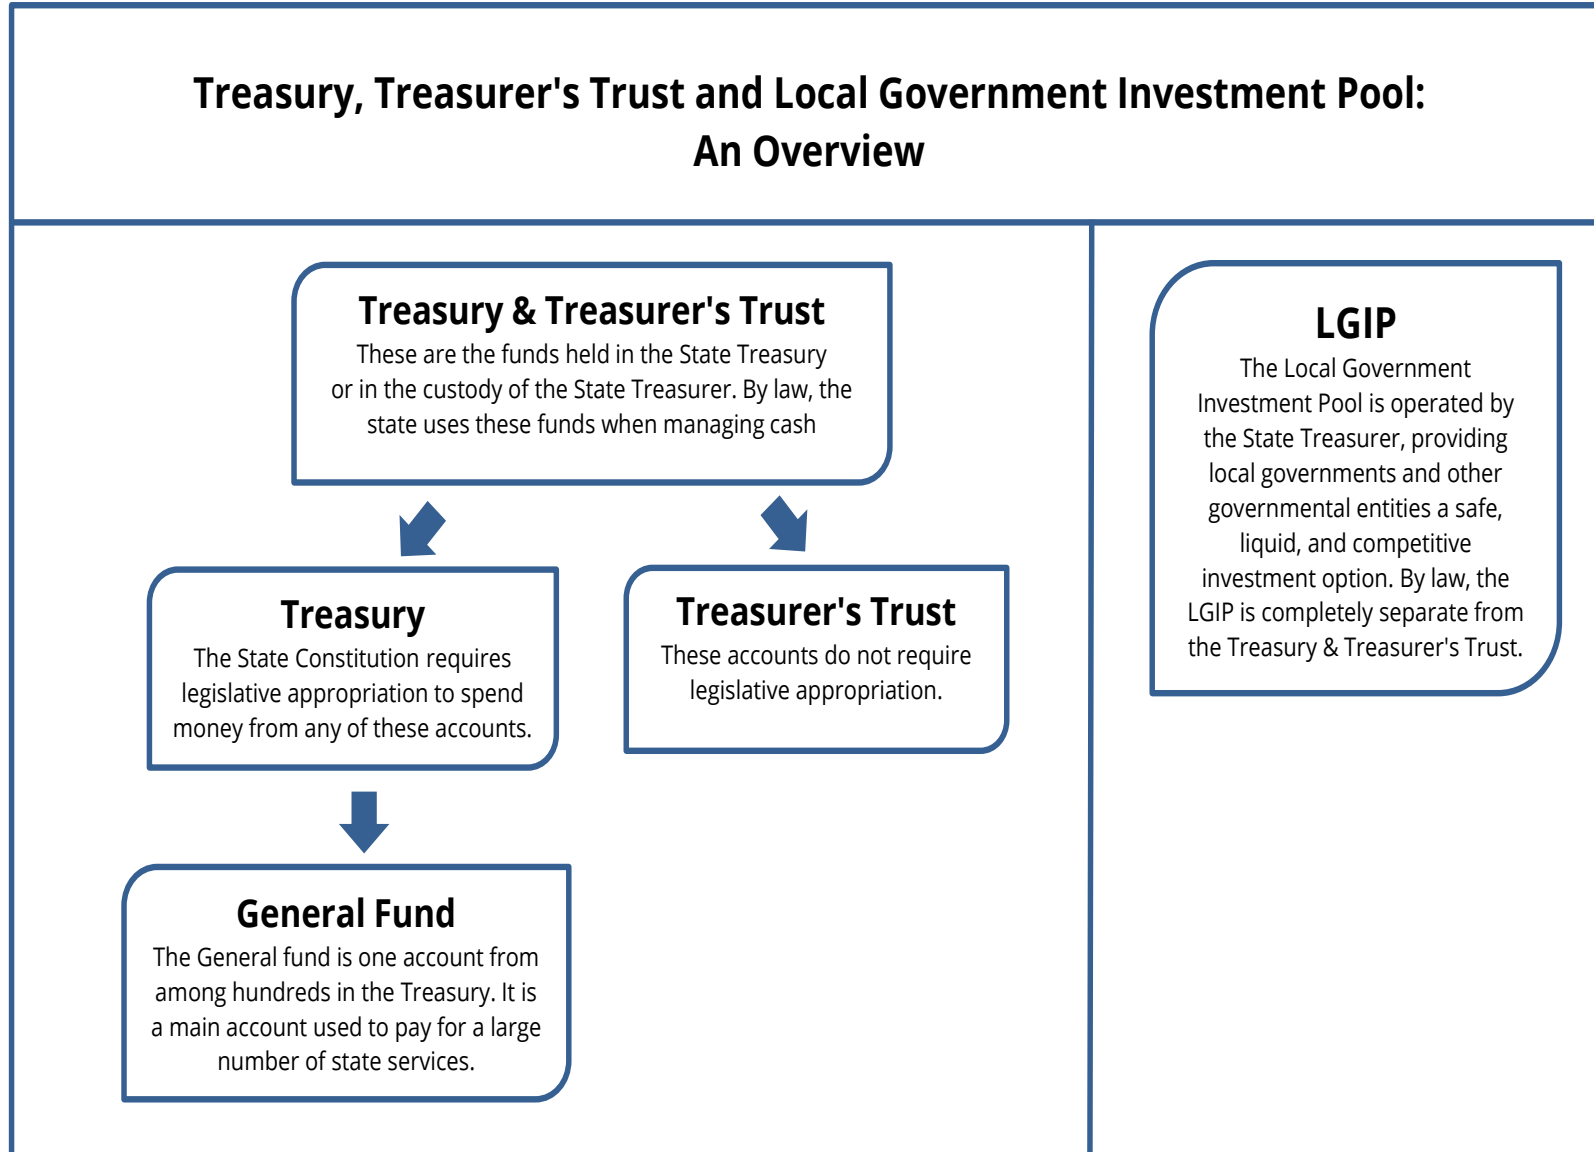 Treasury, Treasurer's Trust and Local Government Investment Pool:
An Overview
Treasury & Treasurer's Trust
These are the funds held in the State Treasury
or in the custody of the State Treasurer. By law, the
state uses these funds when managing cash
Treasury
The State Constitution requires
legislative appropriation to spend
money from any of these accounts.
Treasurer's Trust
These accounts do not require
legislative appropriation.
General Fund
The General fund is one account from
among hundreds in the Treasury. It is
a main account used to pay for a large
number of state services.
LGIP
The Local Government
Investment Pool is operated by
the State Treasurer, providing
local governments and other
governmental entities a safe,
liquid, and competitive
investment option. By law, the
LGIP is completely separate from
the Treasury & Treasurer's Trust.